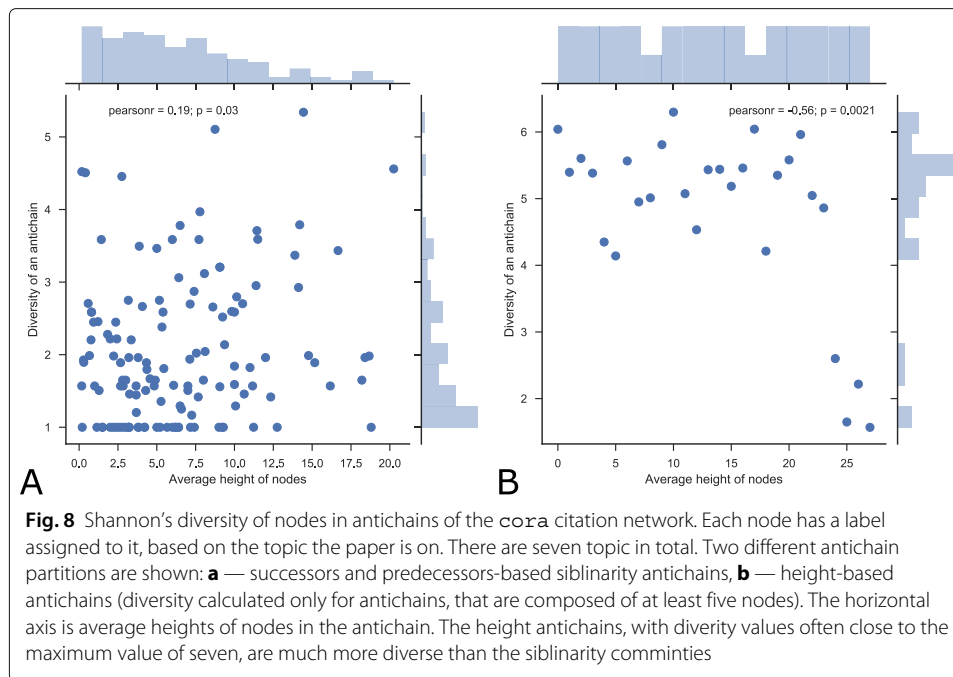 pearsonr = 0.19; p = 0.03
5
4
3
2
1
Diversity of an antichain
0.0 2.5 5.0 7.5 10.0 12.5 15.0 17.5 20.0
Average height of nodes
A
pearsonr = -0.56; p = 0.0021
6
5
4
3
2
Diversity of an antichain
0 5 10 15 20 25
Average height of nodes
B
Fig. 8 Shannon's diversity of nodes in antichains of the cora citation network. Each node has a label
assigned to it, based on the topic the paper is on. There are seven topic in total. Two different antichain
partitions are shown: a — successors and predecessors-based siblinarity antichains, b — height-based
antichains (diversity calculated only for antichains, that are composed of at least five nodes). The horizontal
axis is average heights of nodes in the antichain. The height antichains, with diverity values often close to the
maximum value of seven, are much more diverse than the siblinarity comminties